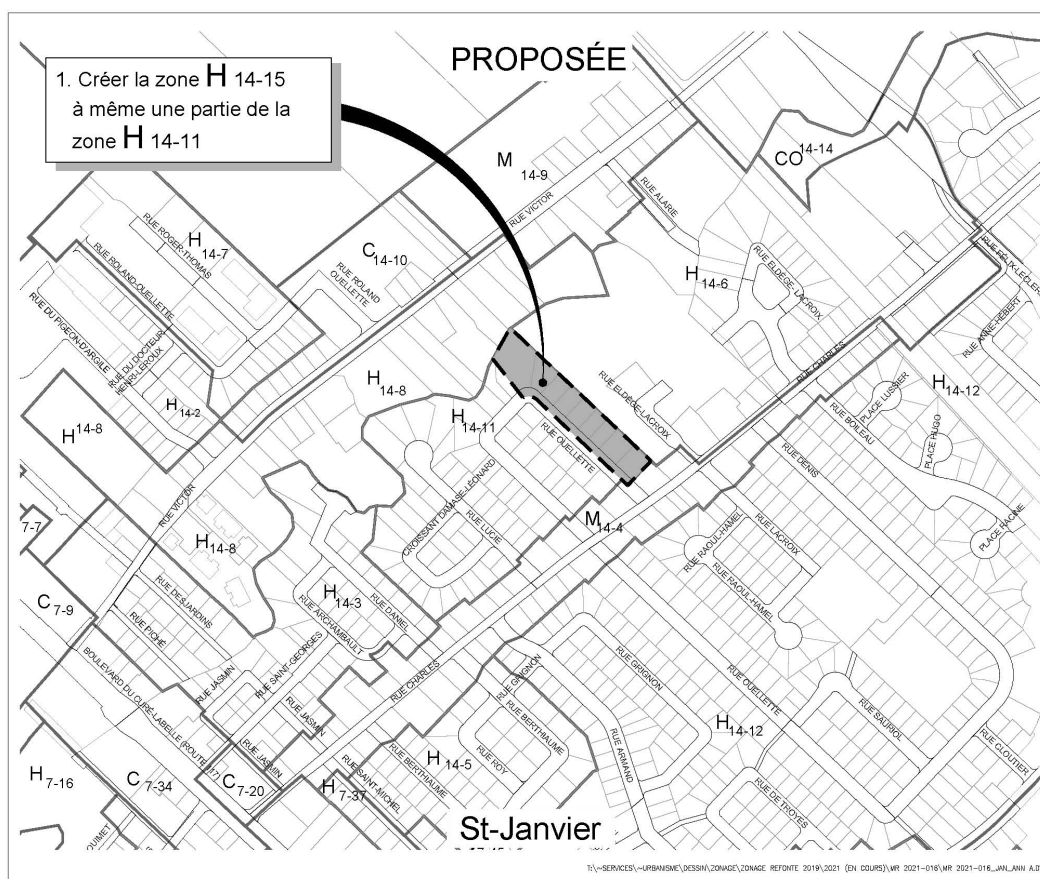 PROPOSÉE
1. Créer la zone H 14-15
à même une partie de la
zone H 14-11
M 14-9
CO 14-14
RUE VICTOR
RUE ALARIE
RUE ROGER-THOMAS
H 14-7
C 14-10
RUE ROLAND-OUELLETTE
RUE ROLAND
OUELLETTE
H 14-6
RUE ELDÈGE-LACROIX
RUE FÉLIX-LECLERC
RUE ANNE-HÉBERT
RUE DU PIGEON-D'ARGILE
RUE DU DOCTEUR
HENRI-LEROUX
RUE CHARLES
H 14-8
H 14-12
H 14-2
PLACE LUSSIER
RUE ELDÈGE-LACROIX
H 14-11
RUE BOILEAU
PLACE HUGO
H 14-8
RUE OUELLETTE
RUE DENIS
CROISSANT DAMASE-LÉONARD
RUE VICTOR
M 14-4
RUE LUCIE
RUE RAOUL-HAMEL
RUE LACROIX
PLACE RACINE
7-7
H 14-8
RUE RAOUL-HAMEL
C 7-9
RUE DESJARDINS
H 14-3
RUE DANIEL
RUE PICHÉ
RUE ARCHAMBAULT
RUE SAINT-GEORGES
RUE GRIGNON
RUE GRIGNON
RUE OUELLETTE
BOULEVARD DU CURÉ-LABELLE (ROUTE 117)
RUE JASMIN
RUE CHARLES
RUE SAURIOL
RUE JASMIN
RUE BERTHIAUME
H 14-12
RUE CLOUTIER
RUE JASMIN
H 14-5
RUE ARMAND
H 7-16
C 7-34
C 7-20
H 7-37
RUE SAINT-MICHEL
RUE BERTHIAUME
RUE ROY
RUE DE TROYES
OUIMET
St-Janvier